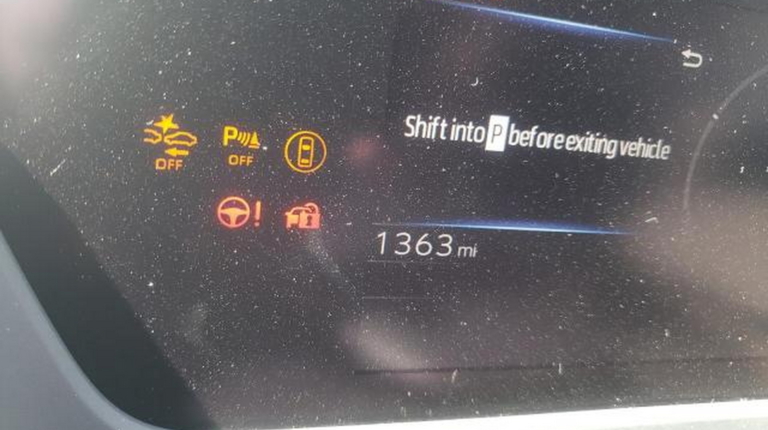 Shift into P before exiting vehicle
OFF
P
OFF
!
1363 mi